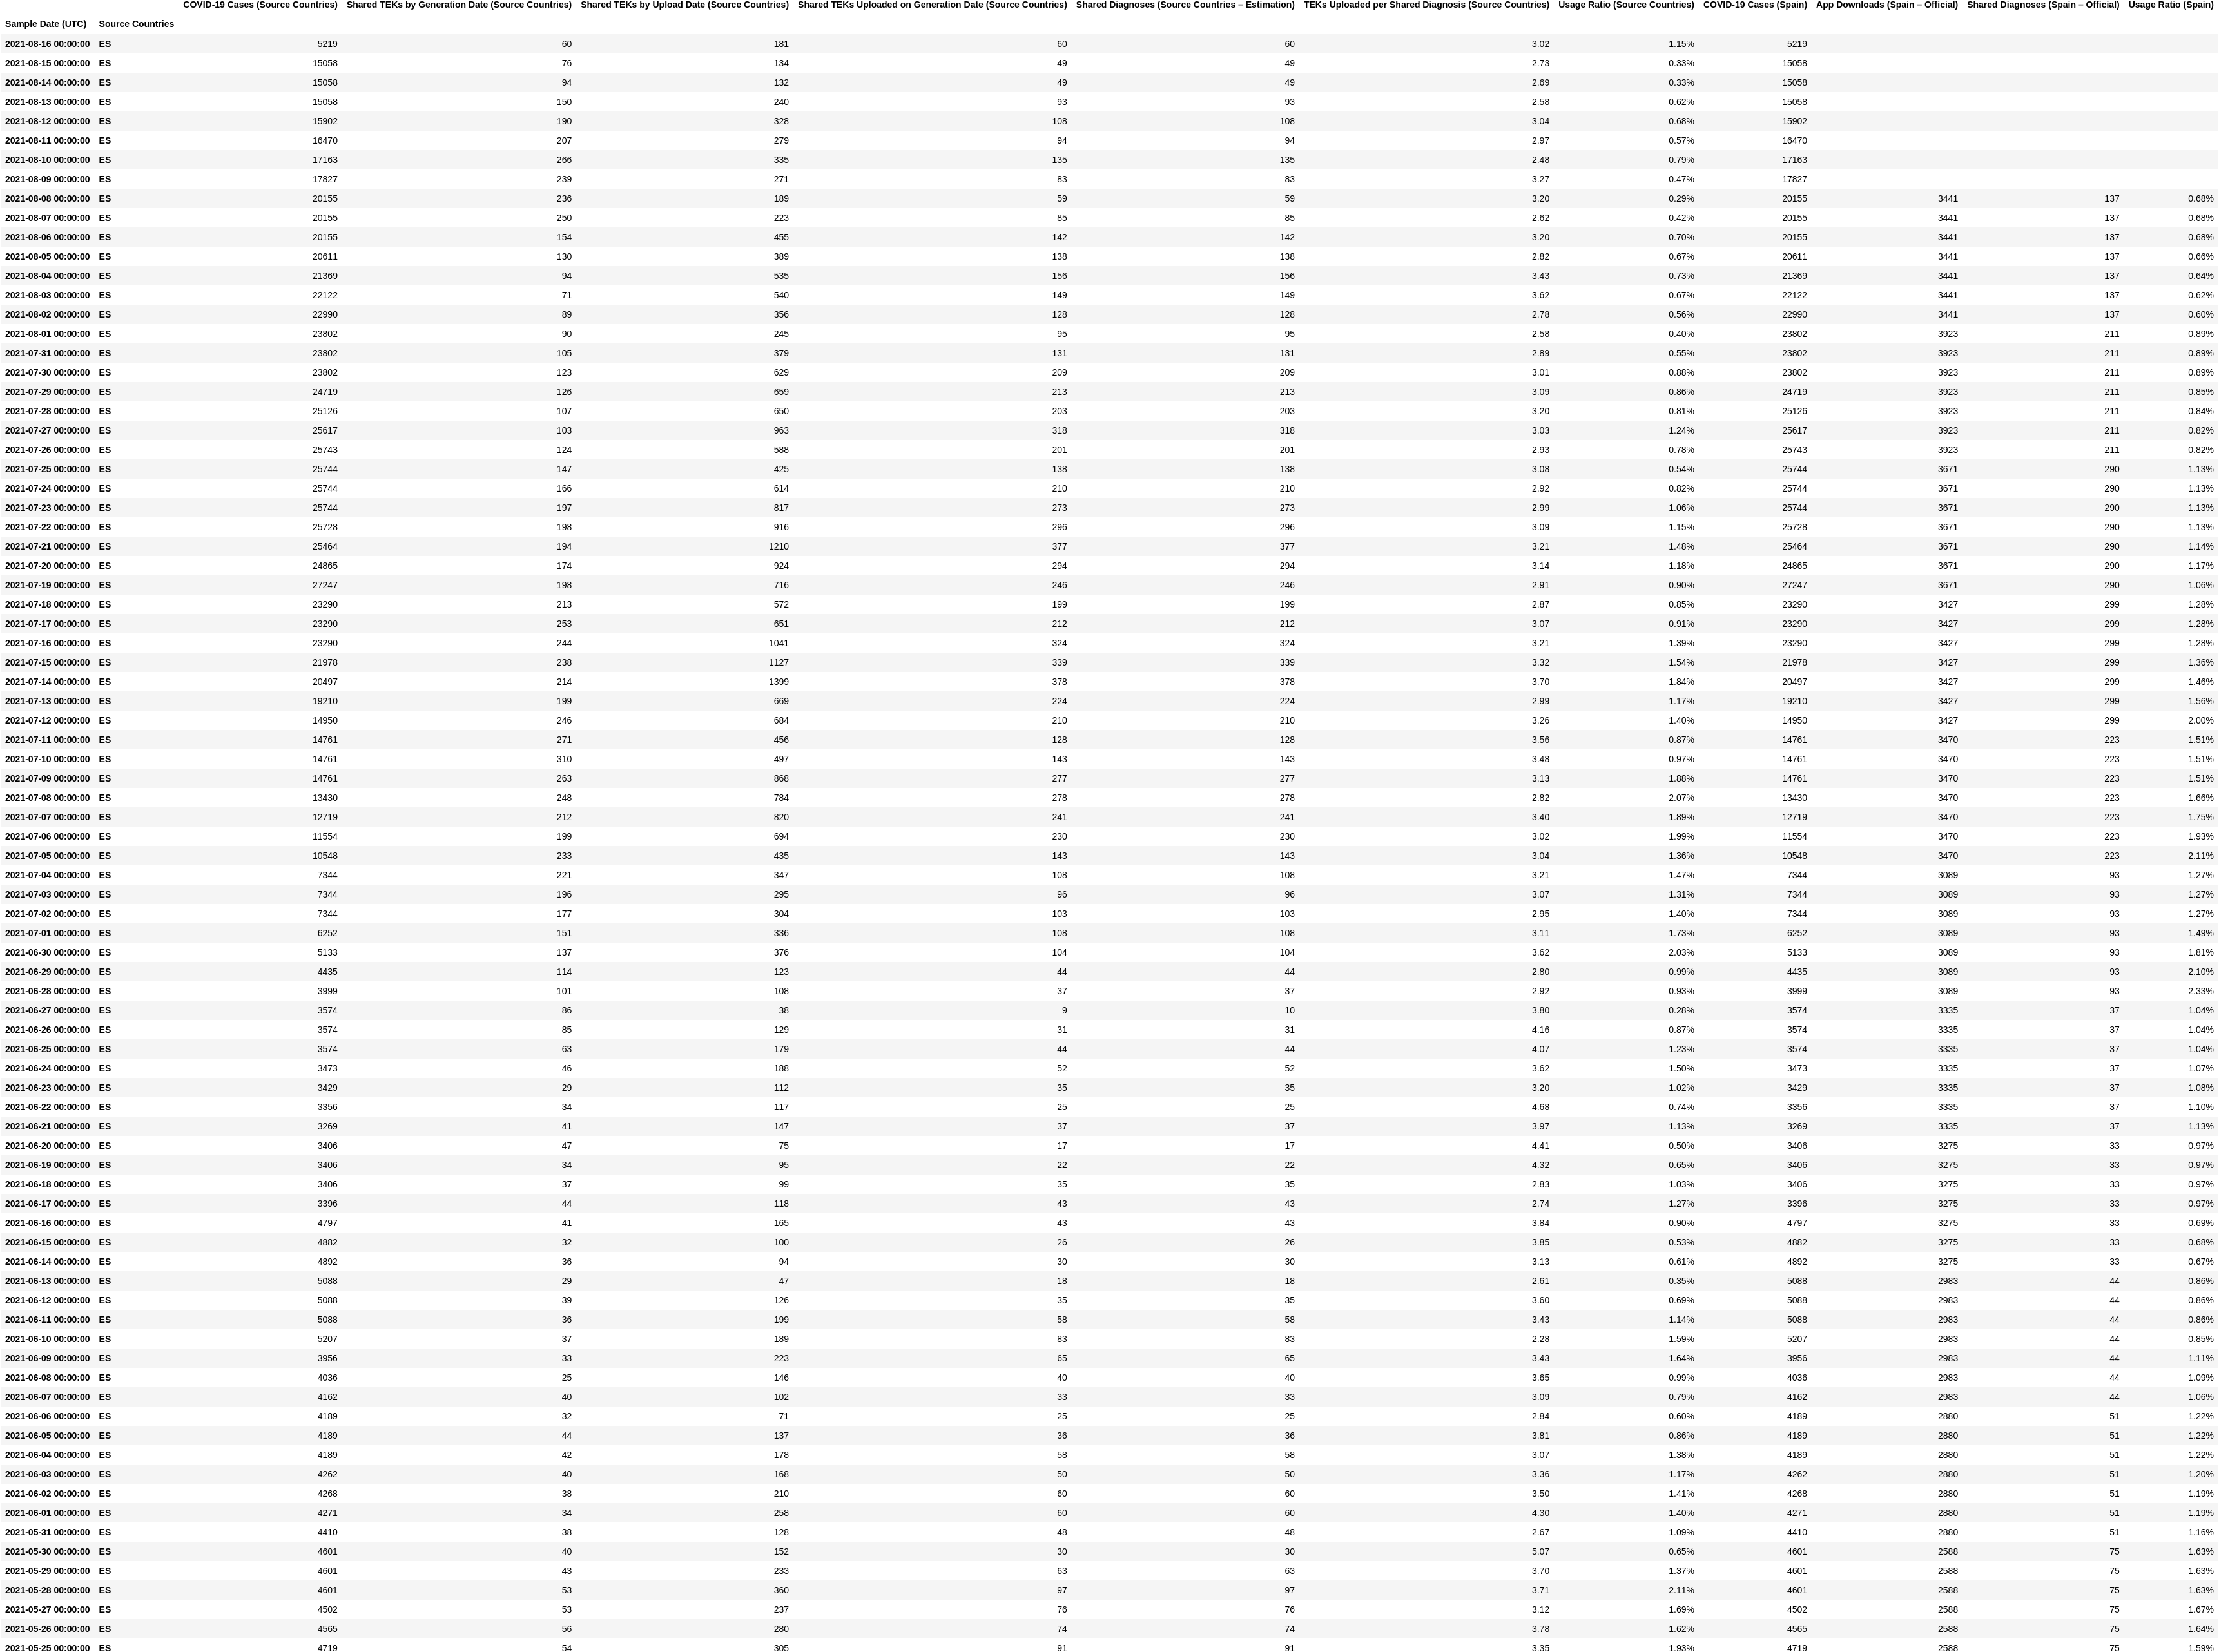 COVID-19 Cases (Source Countries) Shared TEKs by Generation Date (Source Countries) Shared TEKs by Upload Date (Source Countries) Shared TEKs Uploaded on Generation Date (Source Countries) Shared Diagnoses (Source Countries – Estimation) TEKs Uploaded per Shared Diagnosis (Source Countries) Usage Ratio (Source Countries) COVID-19 Cases (Spain) App Downloads (Spain – Official) Shared Diagnoses (Spain – Official) Usage Ratio (Spain)
Sample Date (UTC) Source Countries
2021-08-16 00:00:00 ES 5219 60 181 60 60 3.02 1.15% 5219
2021-08-15 00:00:00 ES 15058 76 134 49 49 2.73 0.33% 15058
2021-08-14 00:00:00 ES 15058 94 132 49 49 2.69 0.33% 15058
2021-08-13 00:00:00 ES 15058 150 240 93 93 2.58 0.62% 15058
2021-08-12 00:00:00 ES 15902 190 328 108 108 3.04 0.68% 15902
2021-08-11 00:00:00 ES 16470 207 279 94 94 2.97 0.57% 16470
2021-08-10 00:00:00 ES 17163 266 335 135 135 2.48 0.79% 17163
2021-08-09 00:00:00 ES 17827 239 271 83 83 3.27 0.47% 17827
2021-08-08 00:00:00 ES 20155 236 189 59 59 3.20 0.29% 20155 3441 137 0.68%
2021-08-07 00:00:00 ES 20155 250 223 85 85 2.62 0.42% 20155 3441 137 0.68%
2021-08-06 00:00:00 ES 20155 154 455 142 142 3.20 0.70% 20155 3441 137 0.68%
2021-08-05 00:00:00 ES 20611 130 389 138 138 2.82 0.67% 20611 3441 137 0.66%
2021-08-04 00:00:00 ES 21369 94 535 156 156 3.43 0.73% 21369 3441 137 0.64%
2021-08-03 00:00:00 ES 22122 71 540 149 149 3.62 0.67% 22122 3441 137 0.62%
2021-08-02 00:00:00 ES 22990 89 356 128 128 2.78 0.56% 22990 3441 137 0.60%
2021-08-01 00:00:00 ES 23802 90 245 95 95 2.58 0.40% 23802 3923 211 0.89%
2021-07-31 00:00:00 ES 23802 105 379 131 131 2.89 0.55% 23802 3923 211 0.89%
2021-07-30 00:00:00 ES 23802 123 629 209 209 3.01 0.88% 23802 3923 211 0.89%
2021-07-29 00:00:00 ES 24719 126 659 213 213 3.09 0.86% 24719 3923 211 0.85%
2021-07-28 00:00:00 ES 25126 107 650 203 203 3.20 0.81% 25126 3923 211 0.84%
2021-07-27 00:00:00 ES 25617 103 963 318 318 3.03 1.24% 25617 3923 211 0.82%
2021-07-26 00:00:00 ES 25743 124 588 201 201 2.93 0.78% 25743 3923 211 0.82%
2021-07-25 00:00:00 ES 25744 147 425 138 138 3.08 0.54% 25744 3671 290 1.13%
2021-07-24 00:00:00 ES 25744 166 614 210 210 2.92 0.82% 25744 3671 290 1.13%
2021-07-23 00:00:00 ES 25744 197 817 273 273 2.99 1.06% 25744 3671 290 1.13%
2021-07-22 00:00:00 ES 25728 198 916 296 296 3.09 1.15% 25728 3671 290 1.13%
2021-07-21 00:00:00 ES 25464 194 1210 377 377 3.21 1.48% 25464 3671 290 1.14%
2021-07-20 00:00:00 ES 24865 174 924 294 294 3.14 1.18% 24865 3671 290 1.17%
2021-07-19 00:00:00 ES 27247 198 716 246 246 2.91 0.90% 27247 3671 290 1.06%
2021-07-18 00:00:00 ES 23290 213 572 199 199 2.87 0.85% 23290 3427 299 1.28%
2021-07-17 00:00:00 ES 23290 253 651 212 212 3.07 0.91% 23290 3427 299 1.28%
2021-07-16 00:00:00 ES 23290 244 1041 324 324 3.21 1.39% 23290 3427 299 1.28%
2021-07-15 00:00:00 ES 21978 238 1127 339 339 3.32 1.54% 21978 3427 299 1.36%
2021-07-14 00:00:00 ES 20497 214 1399 378 378 3.70 1.84% 20497 3427 299 1.46%
2021-07-13 00:00:00 ES 19210 199 669 224 224 2.99 1.17% 19210 3427 299 1.56%
2021-07-12 00:00:00 ES 14950 246 684 210 210 3.26 1.40% 14950 3427 299 2.00%
2021-07-11 00:00:00 ES 14761 271 456 128 128 3.56 0.87% 14761 3470 223 1.51%
2021-07-10 00:00:00 ES 14761 310 497 143 143 3.48 0.97% 14761 3470 223 1.51%
2021-07-09 00:00:00 ES 14761 263 868 277 277 3.13 1.88% 14761 3470 223 1.51%
2021-07-08 00:00:00 ES 13430 248 784 278 278 2.82 2.07% 13430 3470 223 1.66%
2021-07-07 00:00:00 ES 12719 212 820 241 241 3.40 1.89% 12719 3470 223 1.75%
2021-07-06 00:00:00 ES 11554 199 694 230 230 3.02 1.99% 11554 3470 223 1.93%
2021-07-05 00:00:00 ES 10548 233 435 143 143 3.04 1.36% 10548 3470 223 2.11%
2021-07-04 00:00:00 ES 7344 221 347 108 108 3.21 1.47% 7344 3089 93 1.27%
2021-07-03 00:00:00 ES 7344 196 295 96 96 3.07 1.31% 7344 3089 93 1.27%
2021-07-02 00:00:00 ES 7344 177 304 103 103 2.95 1.40% 7344 3089 93 1.27%
2021-07-01 00:00:00 ES 6252 151 336 108 108 3.11 1.73% 6252 3089 93 1.49%
2021-06-30 00:00:00 ES 5133 137 376 104 104 3.62 2.03% 5133 3089 93 1.81%
2021-06-29 00:00:00 ES 4435 114 123 44 44 2.80 0.99% 4435 3089 93 2.10%
2021-06-28 00:00:00 ES 3999 101 108 37 37 2.92 0.93% 3999 3089 93 2.33%
2021-06-27 00:00:00 ES 3574 86 38 9 10 3.80 0.28% 3574 3335 37 1.04%
2021-06-26 00:00:00 ES 3574 85 129 31 31 4.16 0.87% 3574 3335 37 1.04%
2021-06-25 00:00:00 ES 3574 63 179 44 44 4.07 1.23% 3574 3335 37 1.04%
2021-06-24 00:00:00 ES 3473 46 188 52 52 3.62 1.50% 3473 3335 37 1.07%
2021-06-23 00:00:00 ES 3429 29 112 35 35 3.20 1.02% 3429 3335 37 1.08%
2021-06-22 00:00:00 ES 3356 34 117 25 25 4.68 0.74% 3356 3335 37 1.10%
2021-06-21 00:00:00 ES 3269 41 147 37 37 3.97 1.13% 3269 3335 37 1.13%
2021-06-20 00:00:00 ES 3406 47 75 17 17 4.41 0.50% 3406 3275 33 0.97%
2021-06-19 00:00:00 ES 3406 34 95 22 22 4.32 0.65% 3406 3275 33 0.97%
2021-06-18 00:00:00 ES 3406 37 99 35 35 2.83 1.03% 3406 3275 33 0.97%
2021-06-17 00:00:00 ES 3396 44 118 43 43 2.74 1.27% 3396 3275 33 0.97%
2021-06-16 00:00:00 ES 4797 41 165 43 43 3.84 0.90% 4797 3275 33 0.69%
2021-06-15 00:00:00 ES 4882 32 100 26 26 3.85 0.53% 4882 3275 33 0.68%
2021-06-14 00:00:00 ES 4892 36 94 30 30 3.13 0.61% 4892 3275 33 0.67%
2021-06-13 00:00:00 ES 5088 29 47 18 18 2.61 0.35% 5088 2983 44 0.86%
2021-06-12 00:00:00 ES 5088 39 126 35 35 3.60 0.69% 5088 2983 44 0.86%
2021-06-11 00:00:00 ES 5088 36 199 58 58 3.43 1.14% 5088 2983 44 0.86%
2021-06-10 00:00:00 ES 5207 37 189 83 83 2.28 1.59% 5207 2983 44 0.85%
2021-06-09 00:00:00 ES 3956 33 223 65 65 3.43 1.64% 3956 2983 44 1.11%
2021-06-08 00:00:00 ES 4036 25 146 40 40 3.65 0.99% 4036 2983 44 1.09%
2021-06-07 00:00:00 ES 4162 40 102 33 33 3.09 0.79% 4162 2983 44 1.06%
2021-06-06 00:00:00 ES 4189 32 71 25 25 2.84 0.60% 4189 2880 51 1.22%
2021-06-05 00:00:00 ES 4189 44 137 36 36 3.81 0.86% 4189 2880 51 1.22%
2021-06-04 00:00:00 ES 4189 42 178 58 58 3.07 1.38% 4189 2880 51 1.22%
2021-06-03 00:00:00 ES 4262 40 168 50 50 3.36 1.17% 4262 2880 51 1.20%
2021-06-02 00:00:00 ES 4268 38 210 60 60 3.50 1.41% 4268 2880 51 1.19%
2021-06-01 00:00:00 ES 4271 34 258 60 60 4.30 1.40% 4271 2880 51 1.19%
2021-05-31 00:00:00 ES 4410 38 128 48 48 2.67 1.09% 4410 2880 51 1.16%
2021-05-30 00:00:00 ES 4601 40 152 30 30 5.07 0.65% 4601 2588 75 1.63%
2021-05-29 00:00:00 ES 4601 43 233 63 63 3.70 1.37% 4601 2588 75 1.63%
2021-05-28 00:00:00 ES 4601 53 360 97 97 3.71 2.11% 4601 2588 75 1.63%
2021-05-27 00:00:00 ES 4502 53 237 76 76 3.12 1.69% 4502 2588 75 1.67%
2021-05-26 00:00:00 ES 4565 56 280 74 74 3.78 1.62% 4565 2588 75 1.64%
2021-05-25 00:00:00 ES 4719 54 305 91 91 3.35 1.93% 4719 2588 75 1.59%